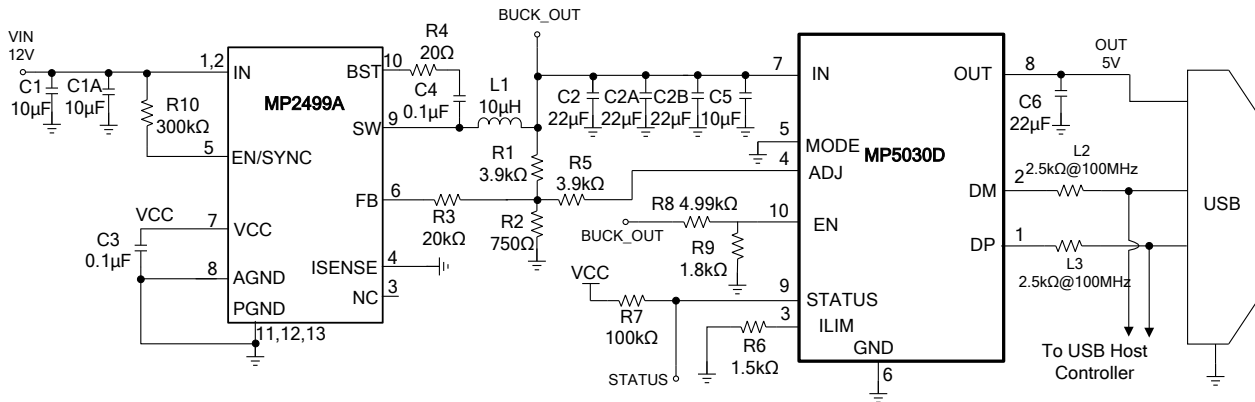 VIN
12V
C1
10μF
C1A
10μF
R10
300kΩ
1,2
IN
MP2499A
BST
10
R4
20Ω
C4
0.1μF
SW
9
L1
10μH
5
EN/SYNC
FB
6
R3
20kΩ
VCC
7
VCC
C3
0.1μF
8
AGND
ISENSE
4
NC
3
PGND
11,12,13
BUCK_OUT
C2
22μF
C2A
22μF
C2B
22μF
C5
10μF
R1
3.9kΩ
R5
3.9kΩ
R2
750Ω
R8 4.99kΩ
BUCK_OUT
R9
1.8kΩ
VCC
R7
100kΩ
STATUS
R6
1.5kΩ
7
IN
5
MODE
4
ADJ
MP5030D
10
EN
9
STATUS
3
ILIM
GND
6
OUT
8
OUT
5V
C6
22μF
DM
2
L2
2.5kΩ@100MHz
DP
1
L3
2.5kΩ@100MHz
USB
To USB Host
Controller